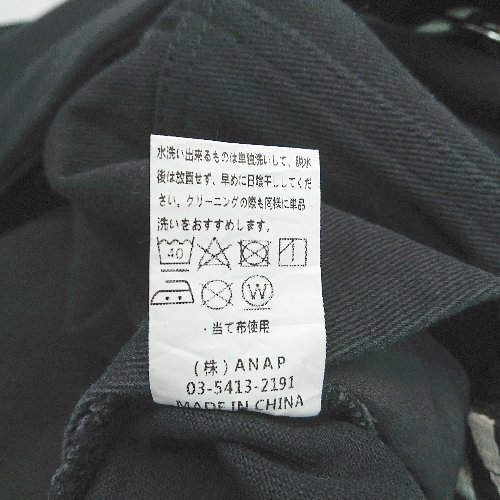 水洗い出来るものは単独洗いして、脱水
後は放置せず、早めに日陰干ししてくだ
さい。クリーニングの際も同様に単品
洗いをおすすめします。
40
W
・当て布使用
(株)ANAP
03-5413-2191
MADE IN CHINA